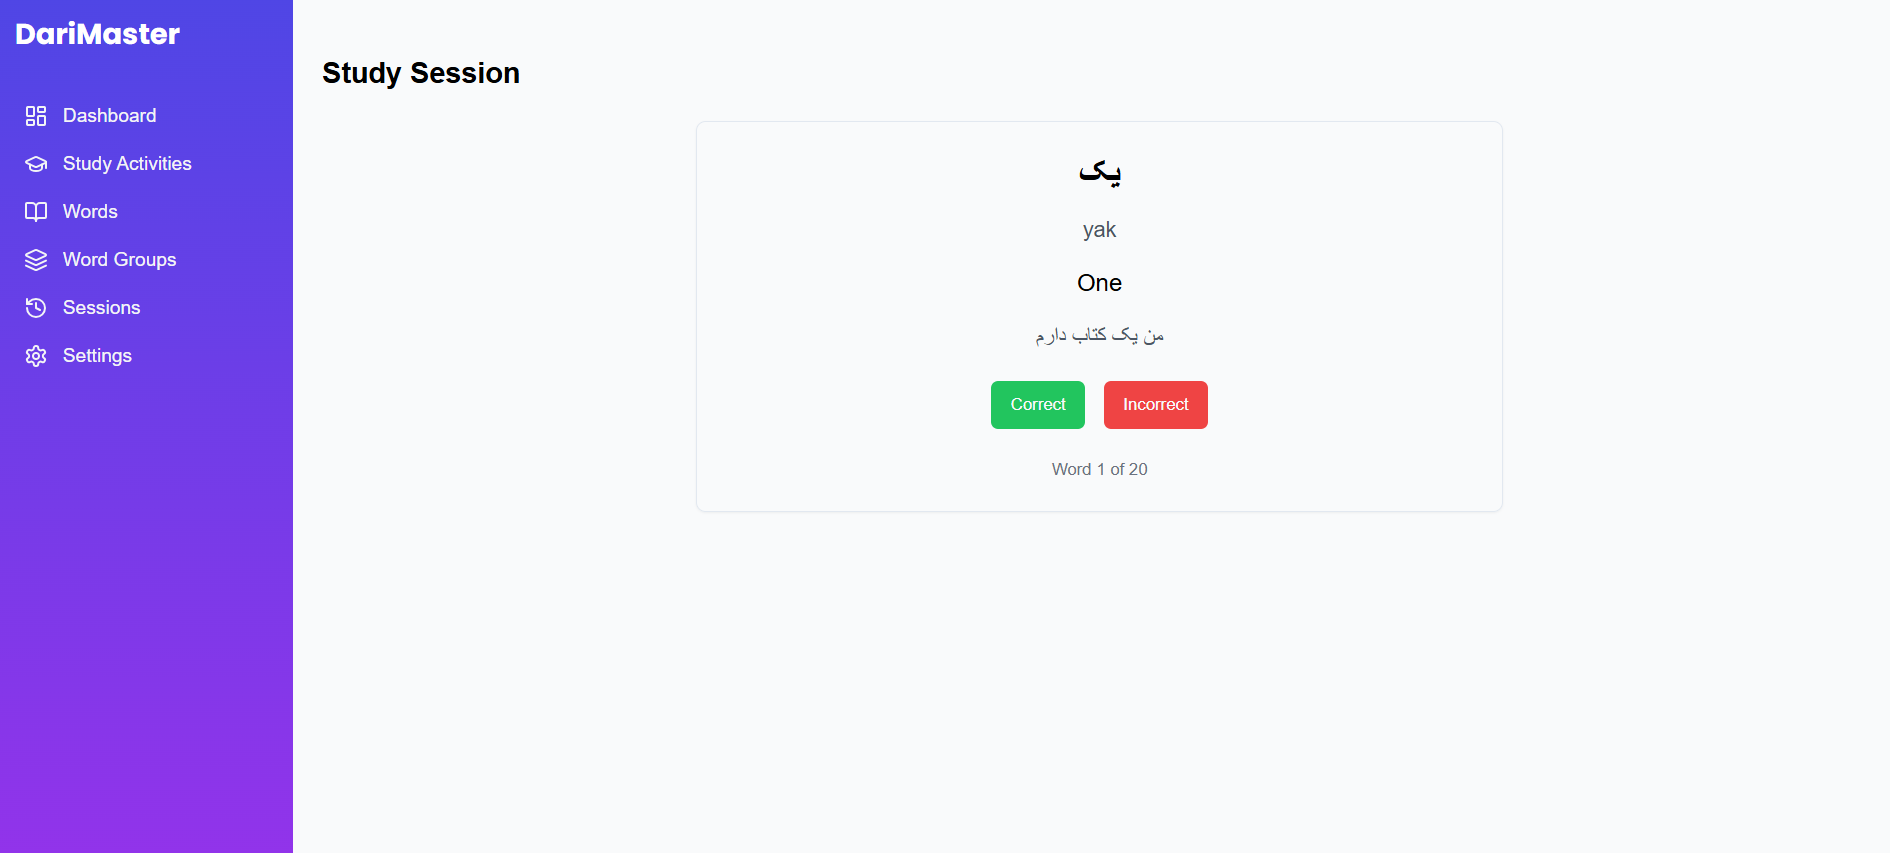 DariMaster
Dashboard
Study Activities
Words
Word Groups
Sessions
Settings
Study Session
یک
yak
One
من یک کتاب دارم
Correct
Incorrect
Word 1 of 20